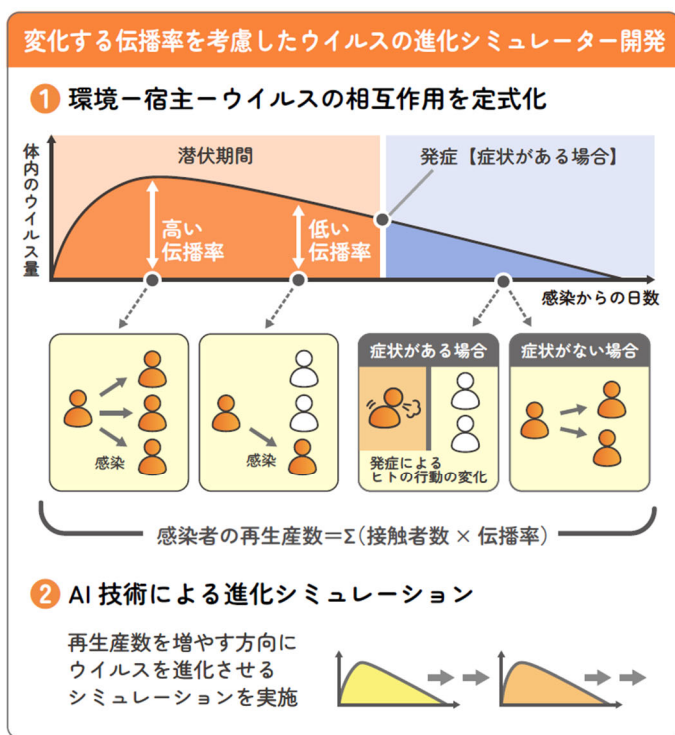 変化する伝播率を考慮したウイルスの進化シミュレーター開発
1 環境ー宿主ーウイルスの相互作用を定式化
体内のウイルス量
潜伏期間
発症【症状がある場合】
高い
伝播率
低い
伝播率
感染からの日数
感染
感染
症状がある場合
発症による
ヒトの行動の変化
症状がない場合
感染者の再生産数=Σ(接触者数 × 伝播率)
2 AI 技術による進化シミュレーション
再生産数を増やす方向に
ウイルスを進化させる
シミュレーションを実施